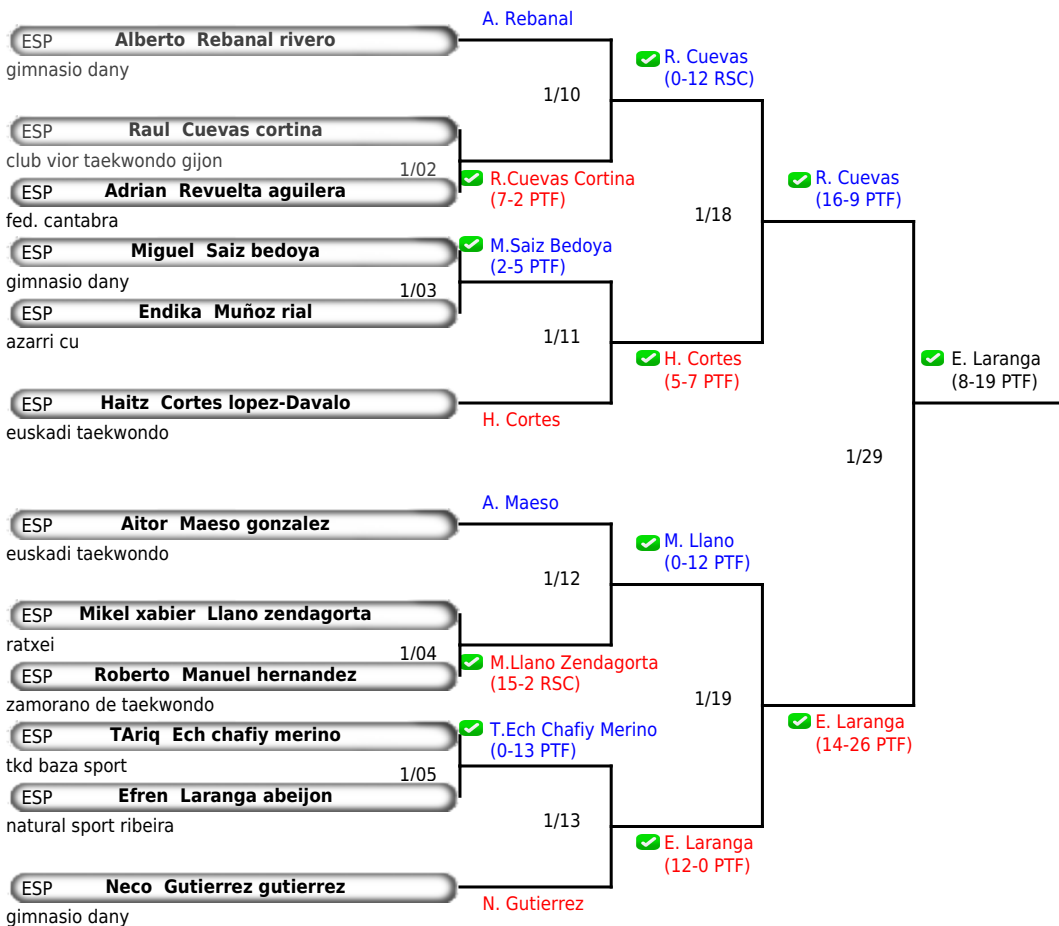 A. Rebanal
ESP Alberto Rebanal rivero
gimnasio dany
R. Cuevas
(0-12 RSC)
1/10
ESP Raul Cuevas cortina
club vior taekwondo gijon
1/02
ESP Adrian Revuelta aguilera
fed. cantabra
R.Cuevas Cortina
(7-2 PTF)
R. Cuevas
(16-9 PTF)
1/18
ESP Miguel Saiz bedoya
gimnasio dany
M.Saiz Bedoya
(2-5 PTF)
1/03
ESP Endika Muñoz rial
azarri cu
1/11
H. Cortes
(5-7 PTF)
E. Laranga
(8-19 PTF)
ESP Haitz Cortes lopez-Davalo
euskadi taekwondo
H. Cortes
1/29
A. Maeso
ESP Aitor Maeso gonzalez
euskadi taekwondo
M. Llano
(0-12 PTF)
1/12
ESP Mikel xabier Llano zendagorta
ratxei
1/04
ESP Roberto Manuel hernandez
zamorano de taekwondo
M.Llano Zendagorta
(15-2 RSC)
1/19
ESP TAriq Ech chafiy merino
tkd baza sport
T.Ech Chafiy Merino
(0-13 PTF)
E. Laranga
(14-26 PTF)
1/05
ESP Efren Laranga abeijon
natural sport ribeira
1/13
E. Laranga
(12-0 PTF)
ESP Neco Gutierrez gutierrez
gimnasio dany
N. Gutierrez